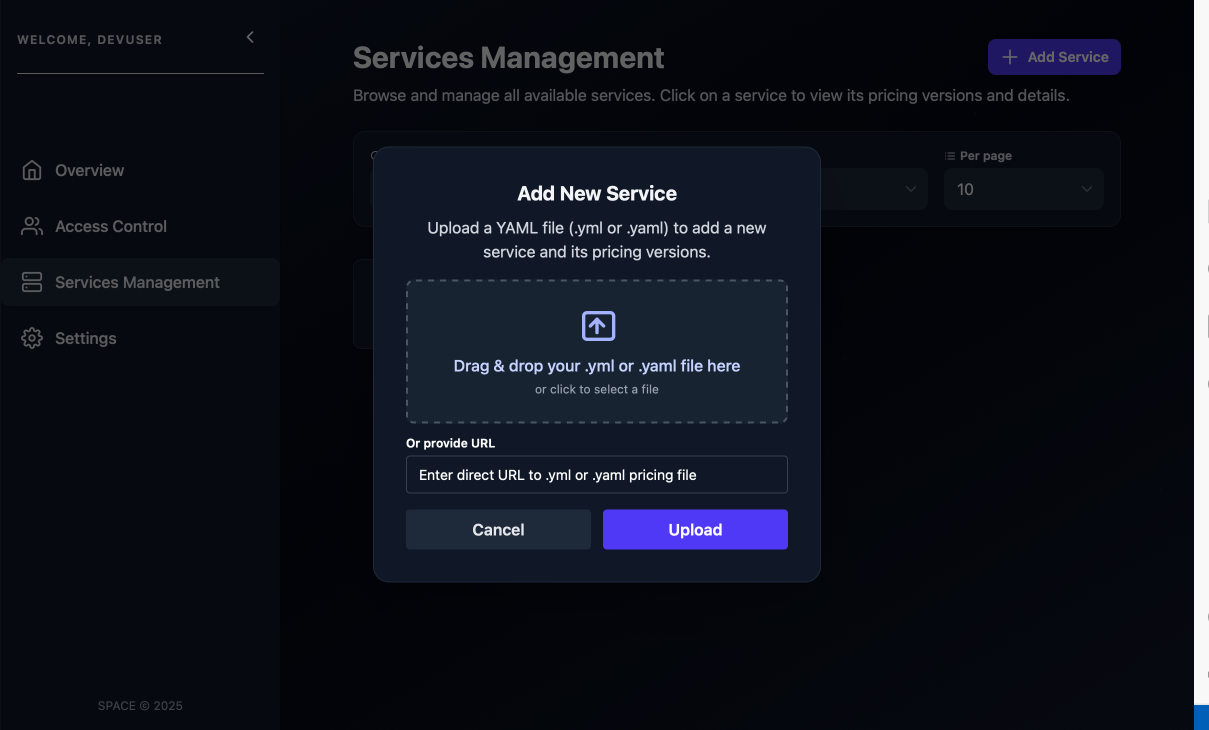 WELCOME, DEVUSER
Overview
Access Control
Services Management
Settings
SPACE © 2025
Services Management
Add Service
Browse and manage all available services. Click on a service to view its pricing versions and details.
Per page
10
Add New Service
Upload a YAML file (.yml or .yaml) to add a new
service and its pricing versions.
Drag & drop your .yml or .yaml file here
or click to select a file
Or provide URL
Enter direct URL to .yml or .yaml pricing file
Cancel
Upload